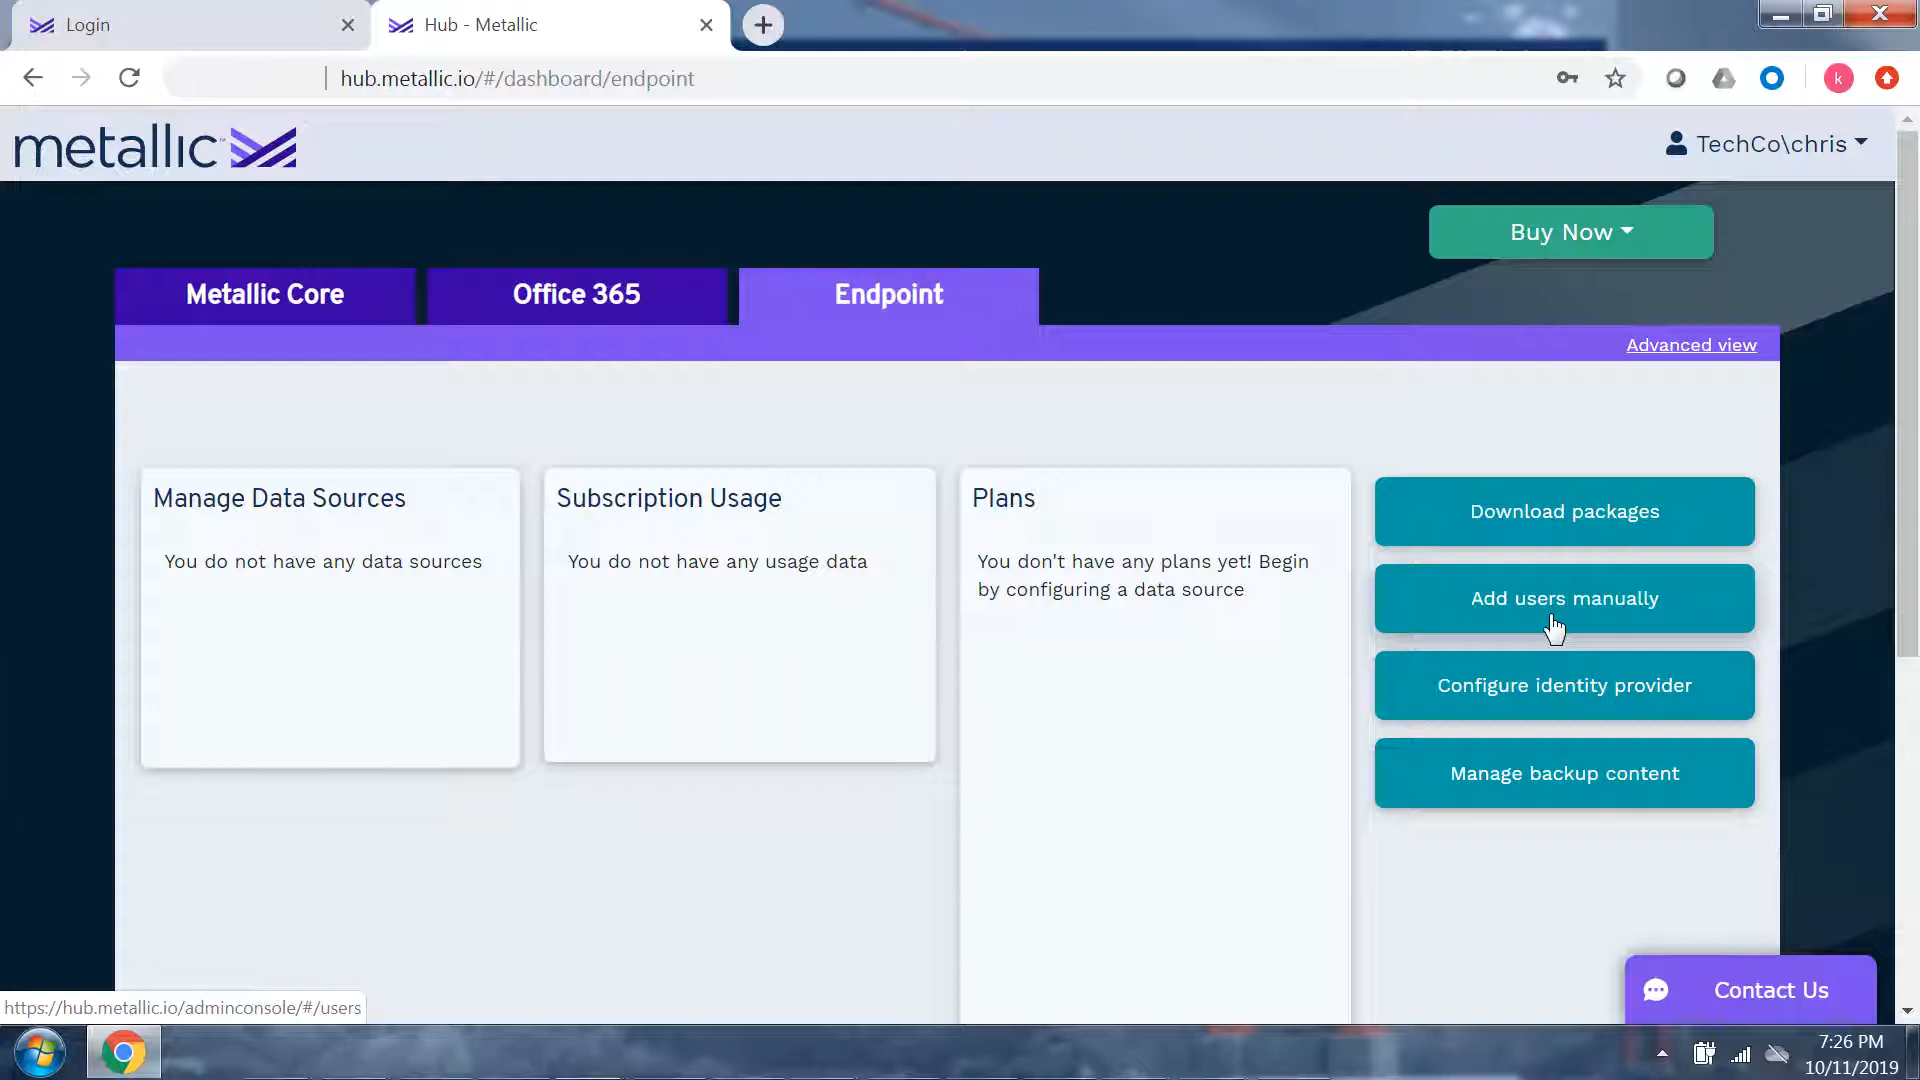 Login
Hub - Metallic
hub.metallic.io/#/dashboard/endpoint
k
metallic
TechCo\chris
Buy Now
Metallic Core
Office 365
Endpoint
Advanced view
Manage Data Sources
You do not have any data sources
Subscription Usage
You do not have any usage data
Plans
You don't have any plans yet! Begin
by configuring a data source
Download packages
Add users manually
Configure identity provider
Manage backup content
Contact Us
https://hub.metallic.io/adminconsole/#/users
7:26 PM
10/11/2019